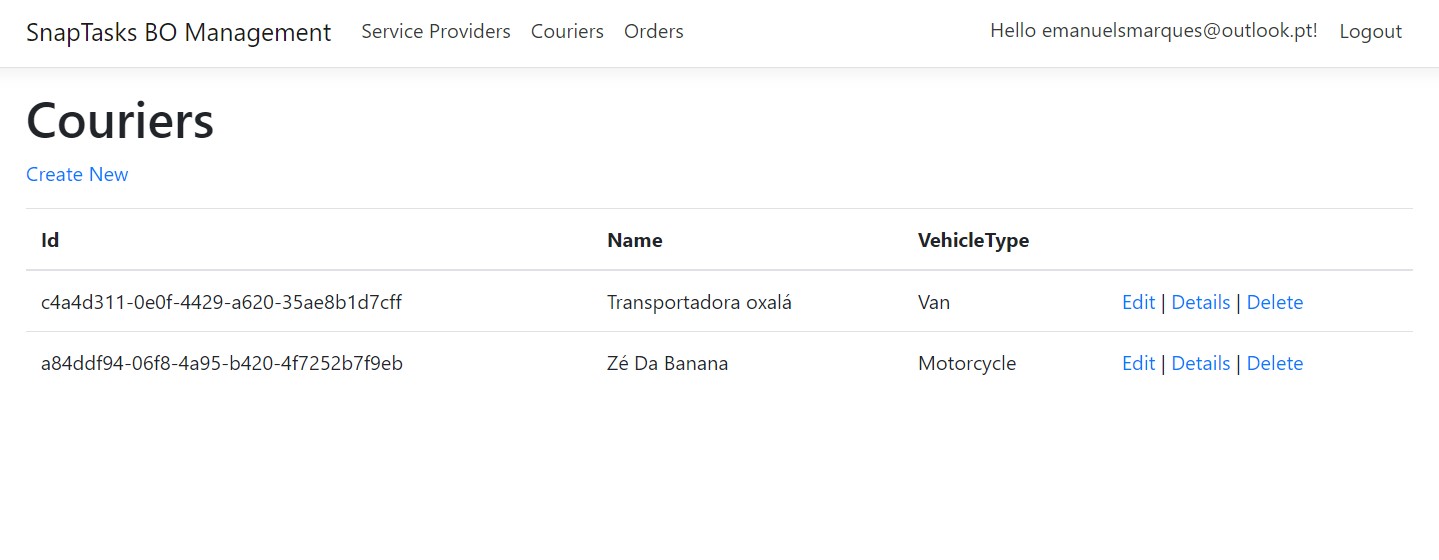 SnapTasks BO Management Service Providers Couriers Orders Hello emanuelsmarques@outlook.pt! Logout
Couriers
Create New
Id Name VehicleType
c4a4d311-0e0f-4429-a620-35ae8b1d7cff Transportadora oxalá Van Edit | Details | Delete
a84ddf94-06f8-4a95-b420-4f7252b7f9eb Zé Da Banana Motorcycle Edit | Details | Delete